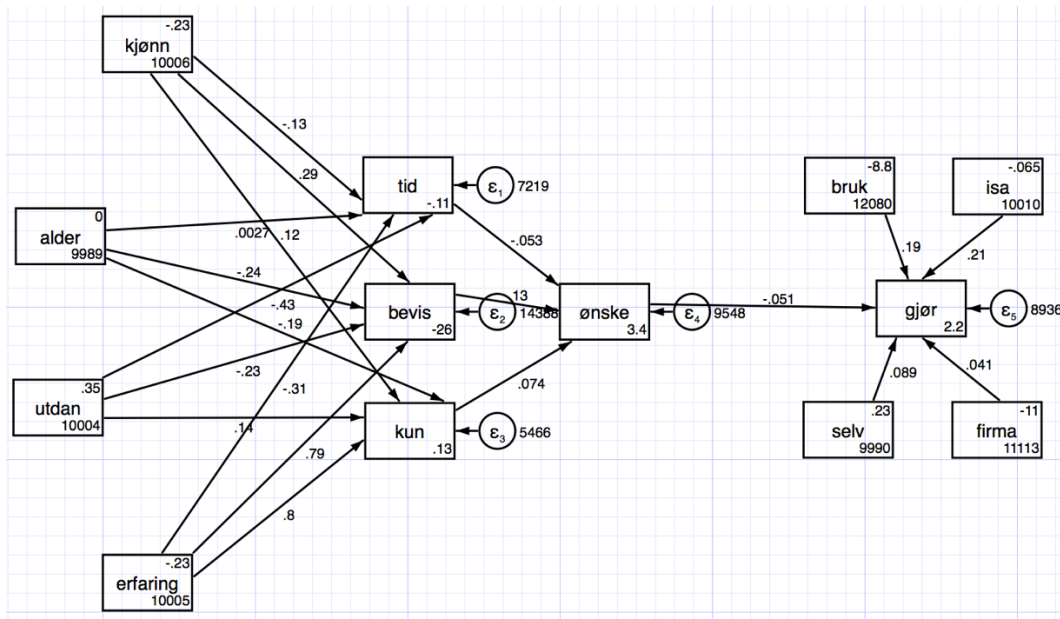 -.23
kjønn
10006
-.13
.29
.12
tid
-.11
ε1
7219
0
alder
9989
.0027
-.24
-.19
-.43
-.053
bevis
-26
ε2
14388
.13
ønske
3.4
ε4
9548
-.051
.35
utdan
10004
-.23
-.31
.14
kun
.13
ε3
5466
.074
-.23
erfaring
10005
.79
.8
-8.8
bruk
12080
-.065
isa
10010
.19
.21
gjør
2.2
ε5
8936
.089
.041
.23
selv
9990
-11
firma
11113